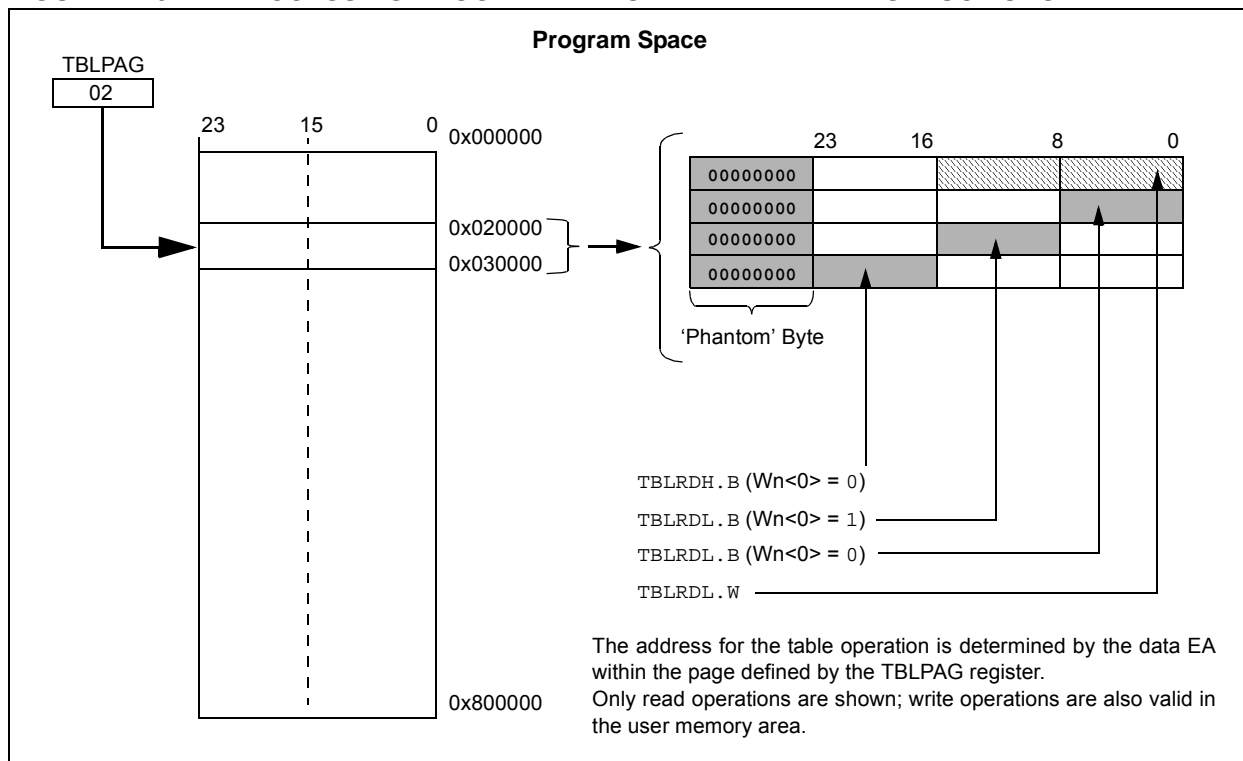 Program Space
TBLPAG
02
23 15 0
0x000000
0x020000
0x030000
0x800000
23 16 8 0
00000000
00000000
00000000
00000000
‘Phantom’ Byte
TBLRDH.B (Wn<0> = 0)
TBLRDL.B (Wn<0> = 1)
TBLRDL.B (Wn<0> = 0)
TBLRDL.W
The address for the table operation is determined by the data EA
within the page defined by the TBLPAG register.
Only read operations are shown; write operations are also valid in
the user memory area.